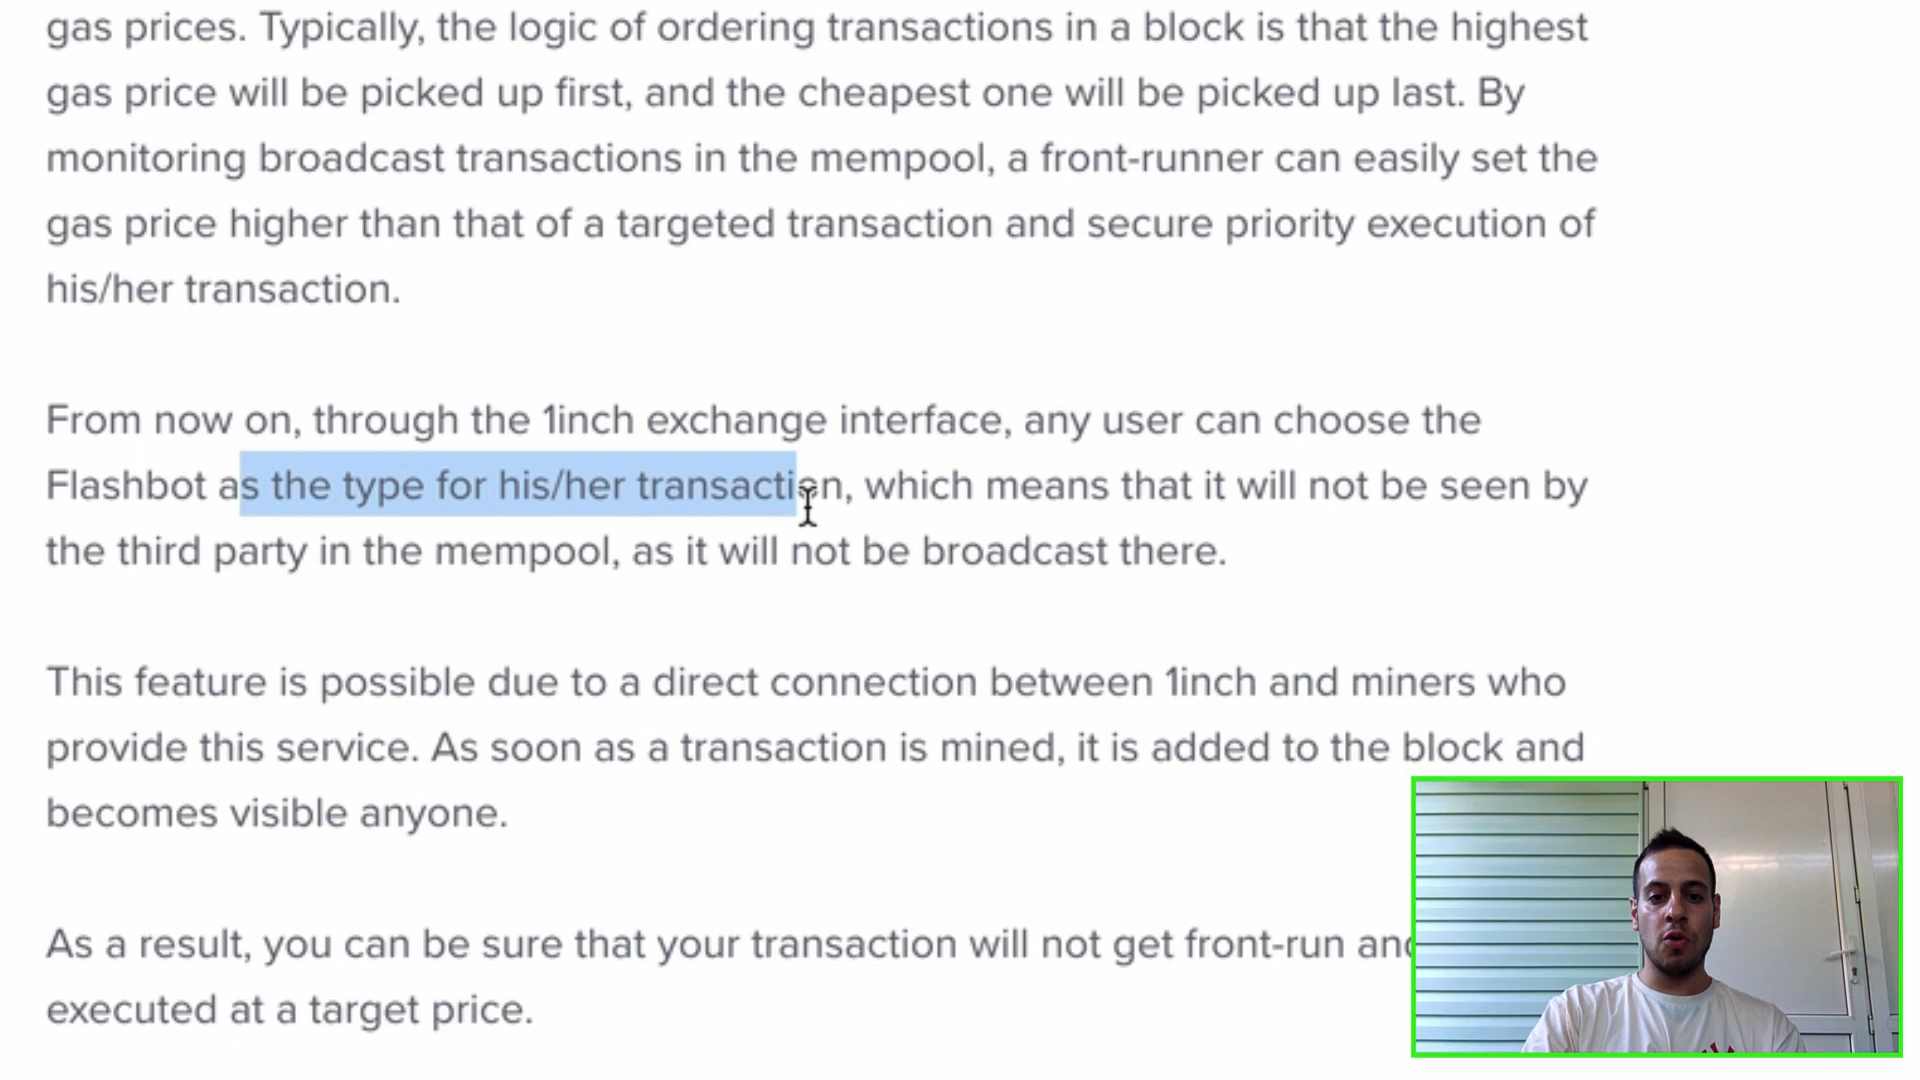 gas prices. Typically, the logic of ordering transactions in a block is that the highest
gas price will be picked up first, and the cheapest one will be picked up last. By
monitoring broadcast transactions in the mempool, a front-runner can easily set the
gas price higher than that of a targeted transaction and secure priority execution of
his/her transaction.
From now on, through the 1inch exchange interface, any user can choose the
Flashbot as the type for his/her transaction, which means that it will not be seen by
the third party in the mempool, as it will not be broadcast there.
This feature is possible due to a direct connection between 1inch and miners who
provide this service. As soon as a transaction is mined, it is added to the block and
becomes visible anyone.
As a result, you can be sure that your transaction will not get front-run and
executed at a target price.